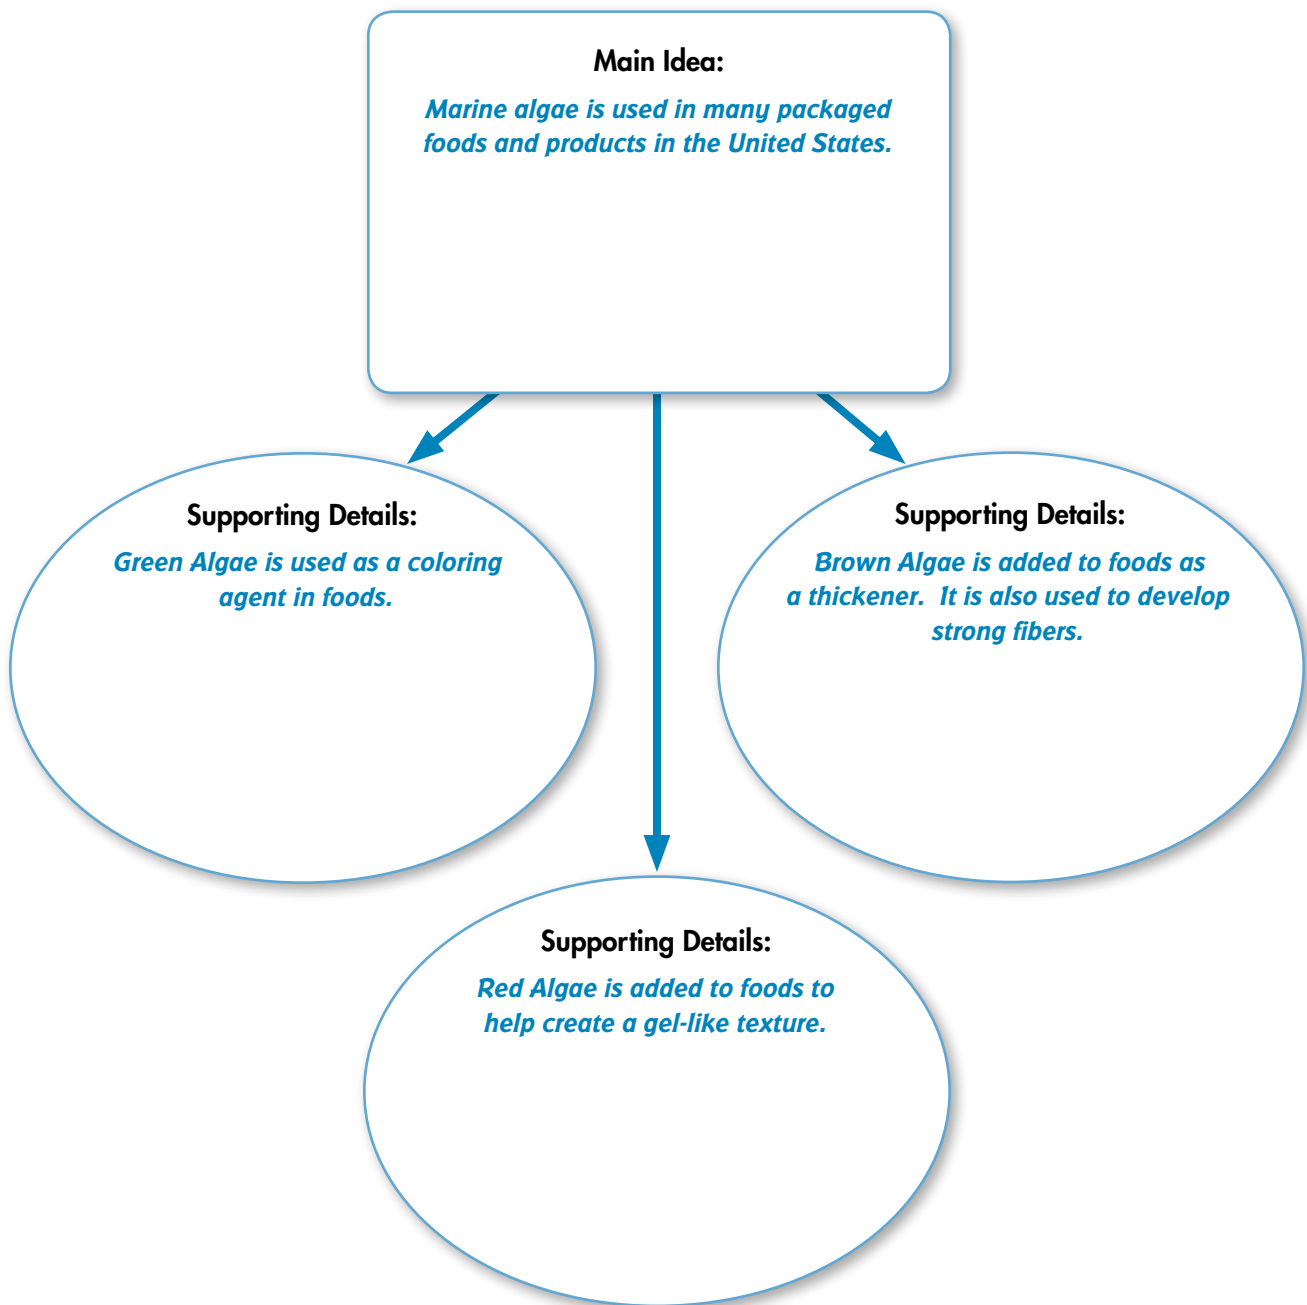 Main Idea:
Marine algae is used in many packaged
foods and products in the United States.
Supporting Details:
Green Algae is used as a coloring
agent in foods.
Supporting Details:
Brown Algae is added to foods as
a thickener.  It is also used to develop
strong fibers.
Supporting Details:
Red Algae is added to foods to
help create a gel-like texture.